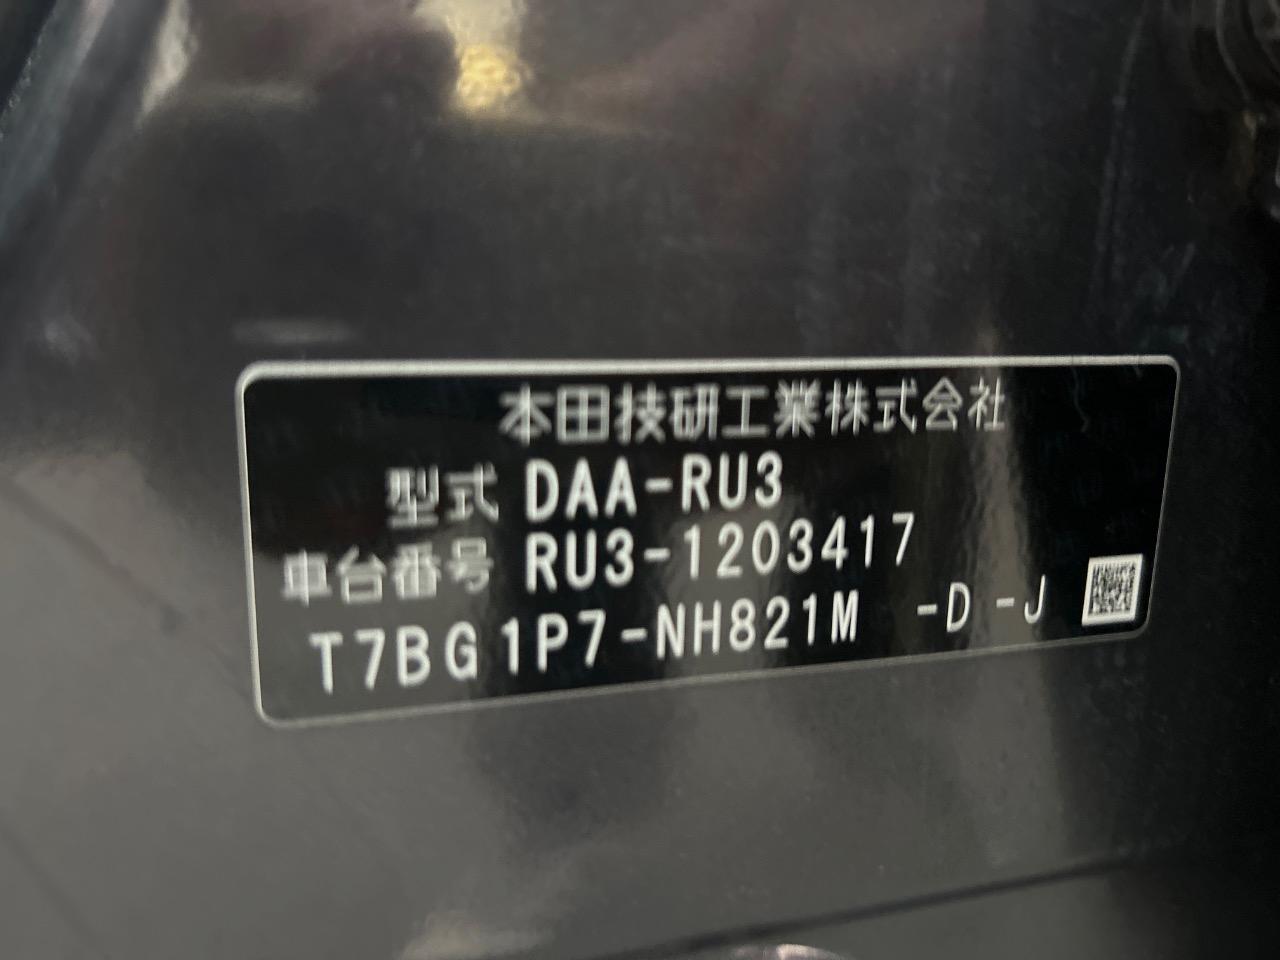 本田技研工業株式会社
型式 DAA-RU3
車台番号 RU3-1203417
T7BG1P7-NH821M -D -J